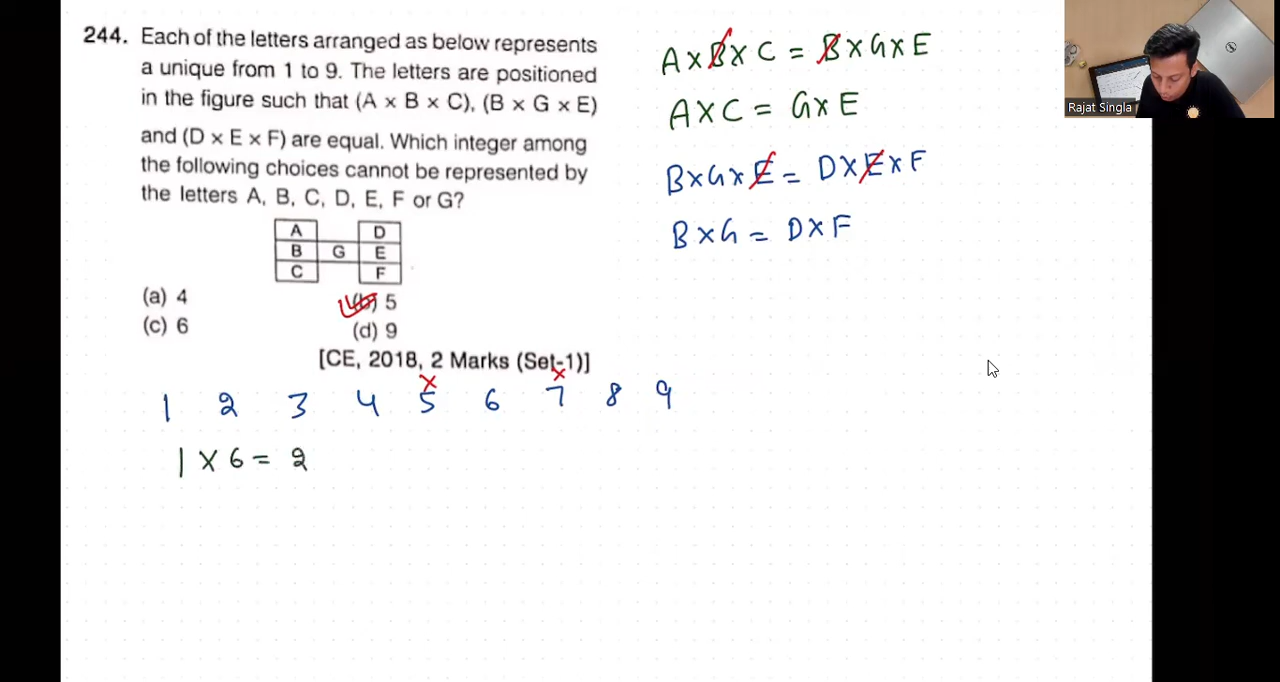 244. Each of the letters arranged as below represents
a unique from 1 to 9. The letters are positioned
in the figure such that (A × B × C), (B × G × E)
and (D × E × F) are equal. Which integer among
the following choices cannot be represented by
the letters A, B, C, D, E, F or G?
A D
B G E
C F
(a) 4 (b) 5
(c) 6 (d) 9
[CE, 2018, 2 Marks (Set-1)]
1 2 3 4 5 6 7 8 9
1 × 6 = 2
A × B × C = B × G × E
A × C = G × E
B × G × E = D × E × F
B × G = D × F
Rajat Singla